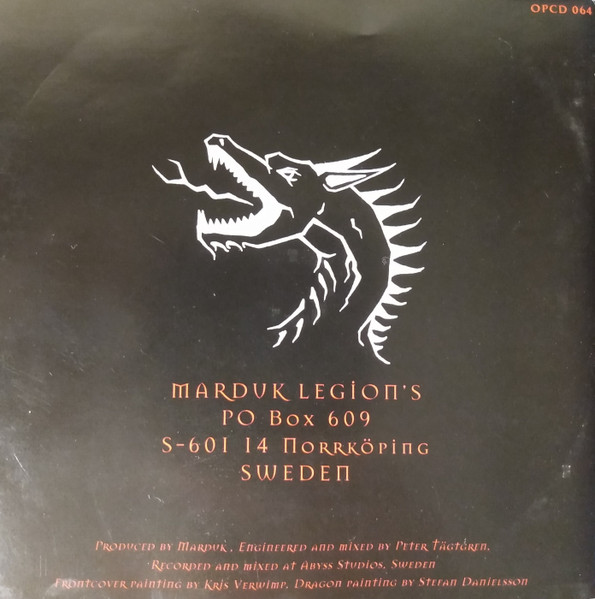 OPCD 064
MARDUK LEGION'S
PO Box 609
S-601 14 Norrköping
SWEDEN
Produced by Marduk, Engineered and mixed by Peter Tägtgren,
Recorded and mixed at Abyss Studios, Sweden
Frontcover painting by Kris Verwimp, Dragon painting by Stefan Danielsson